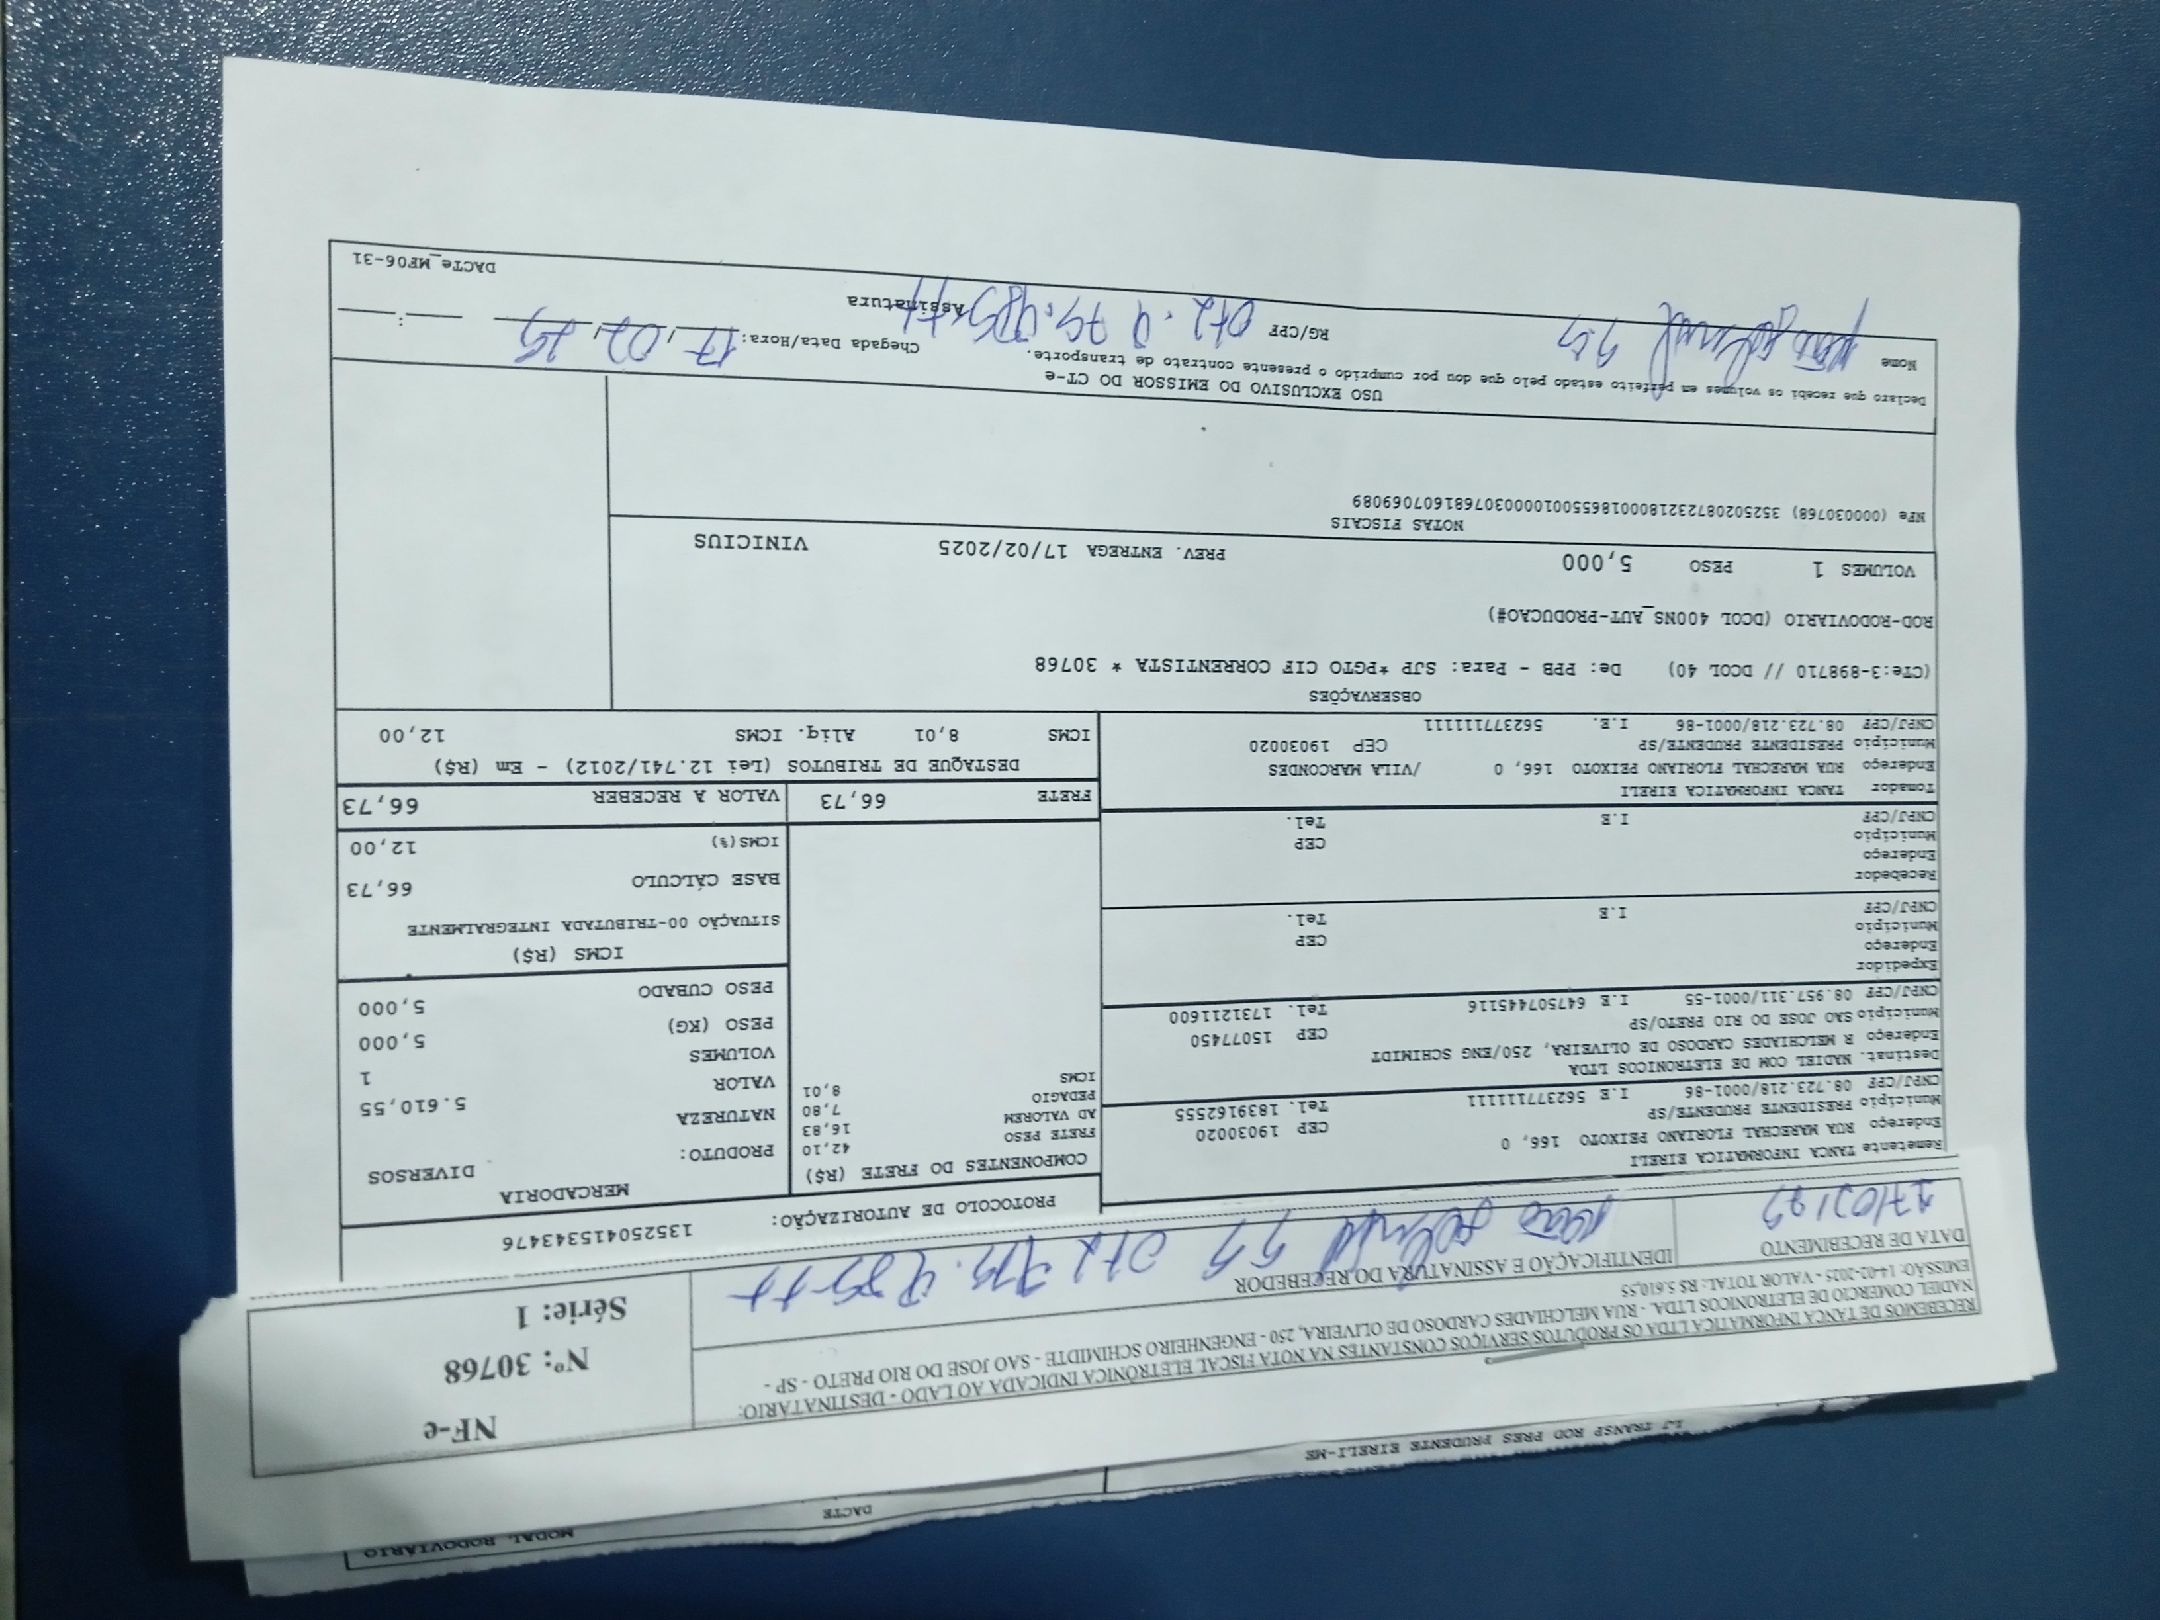 MODAL. RODOVIÁRIO
DACTE
LJ TRANSP ROD PRES PRUDENTE EIRELI-ME
RECEBEMOS DE TANCA INFORMATICA LTDA OS PRODUTOS/SERVIÇOS CONSTANTES NA NOTA FISCAL ELETRÔNICA INDICADA AO LADO - DESTINATÁRIO:
NADIEL COMERCIO DE ELETRONICOS LTDA. - RUA MELCHIADES CARDOSO DE OLIVEIRA, 250 - ENGENHEIRO SCHIMIDTE - SAO JOSE DO RIO PRETO - SP -
EMISSÃO: 14-02-2025 - VALOR TOTAL: R$ 5.610,55
DATA DE RECEBIMENTO
IDENTIFICAÇÃO E ASSINATURA DO RECEBEDOR
NF-e
Nº: 30768
Série: 1
PROTOCOLO DE AUTORIZAÇÃO: 135250415343476
Remetente TANCA INFORMATICA EIRELI
Endereço RUA MARECHAL FLORIANO PEIXOTO 166, 0 CEP 19030020
Município PRESIDENTE PRUDENTE/SP Tel. 1839162555
CNPJ/CPF 08.723.218/0001-86 I.E 562377111111
Destinat. NADIEL COM DE ELETRONICOS LTDA
Endereço R MELCHIADES CARDOSO DE OLIVEIRA, 250/ENG SCHIMIDT
Município SAO JOSE DO RIO PRETO/SP CEP 15077450
CNPJ/CPF 08.957.311/0001-55 I.E 647507445116 Tel. 1731211600
Expedidor
Endereço
Município CEP
CNPJ/CPF I.E Tel.
Recebedor
Endereço
Município CEP
CNPJ/CPF I.E Tel.
Tomador TANCA INFORMATICA EIRELI
Endereço RUA MARECHAL FLORIANO PEIXOTO 166, 0 /VILA MARCONDES
Município PRESIDENTE PRUDENTE/SP CEP 19030020
CNPJ/CPF 08.723.218/0001-86 I.E. 562377111111
COMPONENTES DO FRETE (R$)
FRETE PESO 42,10
AD VALOREM 16,83
PEDAGIO 7,80
ICMS 8,01
FRETE 66,73
MERCADORIA
PRODUTO: DIVERSOS
NATUREZA
VALOR 5.610,55
VOLUMES 1
PESO (KG) 5,000
PESO CUBADO 5,000
ICMS (R$)
SITUAÇÃO 00-TRIBUTADA INTEGRALMENTE
BASE CÁLCULO 66,73
ICMS(%) 12,00
VALOR A RECEBER 66,73
DESTAQUE DE TRIBUTOS (Lei 12.741/2012) - Em (R$)
ICMS 8,01 Aliq. ICMS 12,00
OBSERVAÇÕES
(CTe:3-898710 // DCOL 40) De: PPB - Para: SJP *PGTO CIF CORRENTISTA * 30768
ROD-RODOVIARIO (DCOL 400NS_AUT-PRODUCAO#)
VOLUMES 1 PESO 5,000 PREV. ENTREGA 17/02/2025 VINICIUS
NOTAS FISCAIS
NFe (000030768) 35250208723218000186550010000307681607069089
USO EXCLUSIVO DO EMISSOR DO CT-e
Declaro que recebi os volumes em perfeito estado pelo que dou por cumprido o presente contrato de transporte.
Nome
RG/CPF
Assinatura
Chegada Data/Hora: 17, 02, 25 :
DACTe_MF06-31